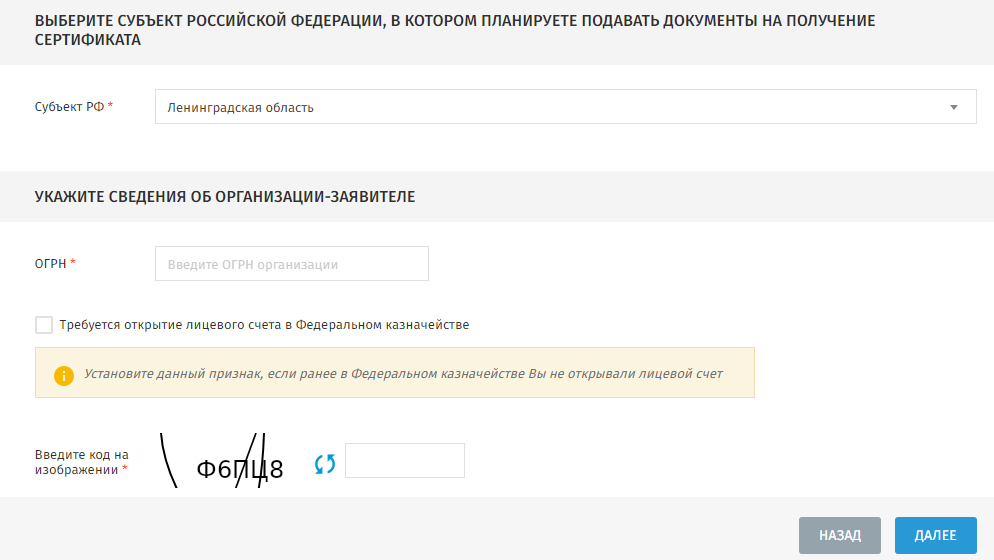 ВЫБЕРИТЕ СУБЪЕКТ РОССИЙСКОЙ ФЕДЕРАЦИИ, В КОТОРОМ ПЛАНИРУЕТЕ ПОДАВАТЬ ДОКУМЕНТЫ НА ПОЛУЧЕНИЕ
СЕРТИФИКАТА
Субъект РФ * Ленинградская область
УКАЖИТЕ СВЕДЕНИЯ ОБ ОРГАНИЗАЦИИ-ЗАЯВИТЕЛЕ
ОГРН * Введите ОГРН организации
Требуется открытие лицевого счета в Федеральном казначействе
Установите данный признак, если ранее в Федеральном казначействе Вы не открывали лицевой счет
Введите код на
изображении *
Ф6ПЦ8
НАЗАД ДАЛЕЕ